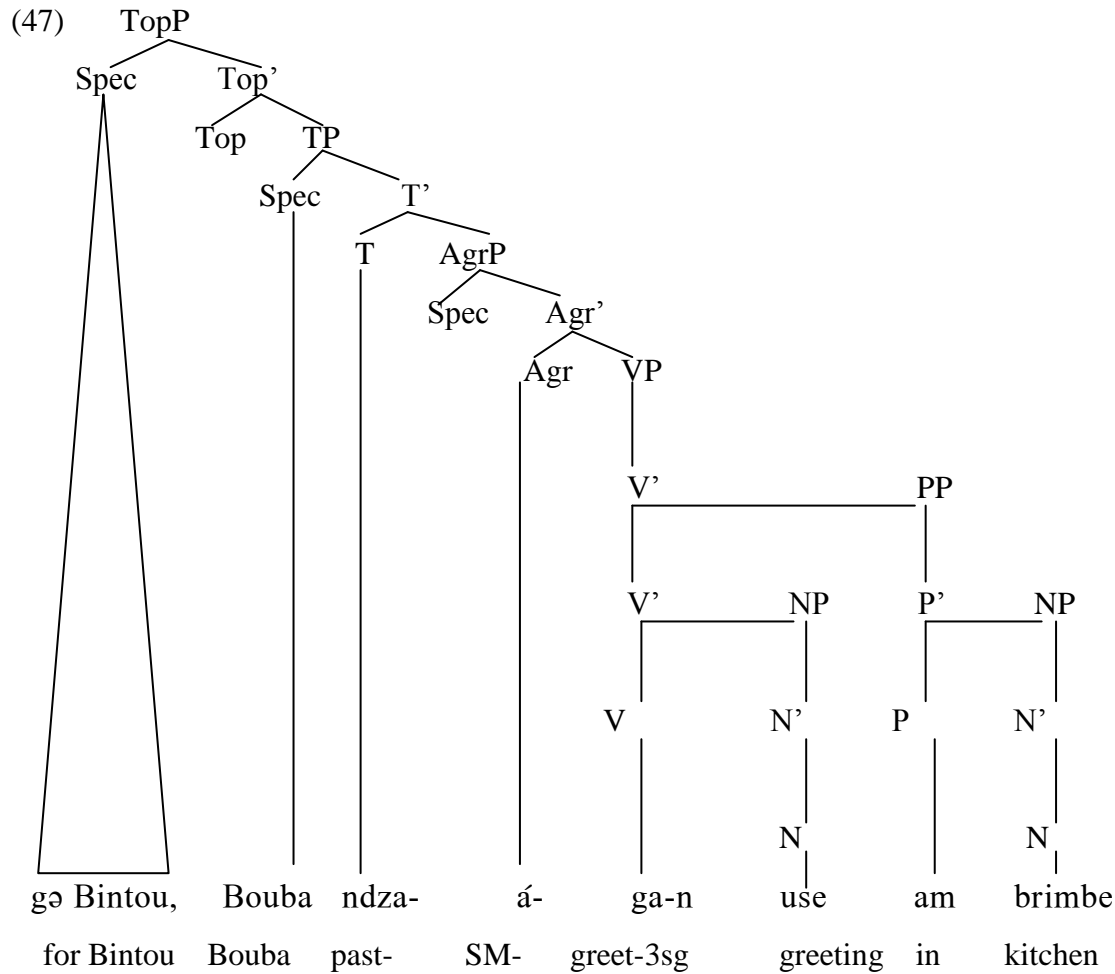 (47) TopP
Spec Top’
Top TP
Spec T’
T AgrP
Spec Agr’
Agr VP
V’ PP
V’ NP P’ NP
V N’ P N’
N N
gə Bintou, Bouba ndza- á- ga-n use am brimbe
for Bintou Bouba past- SM- greet-3sg greeting in kitchen